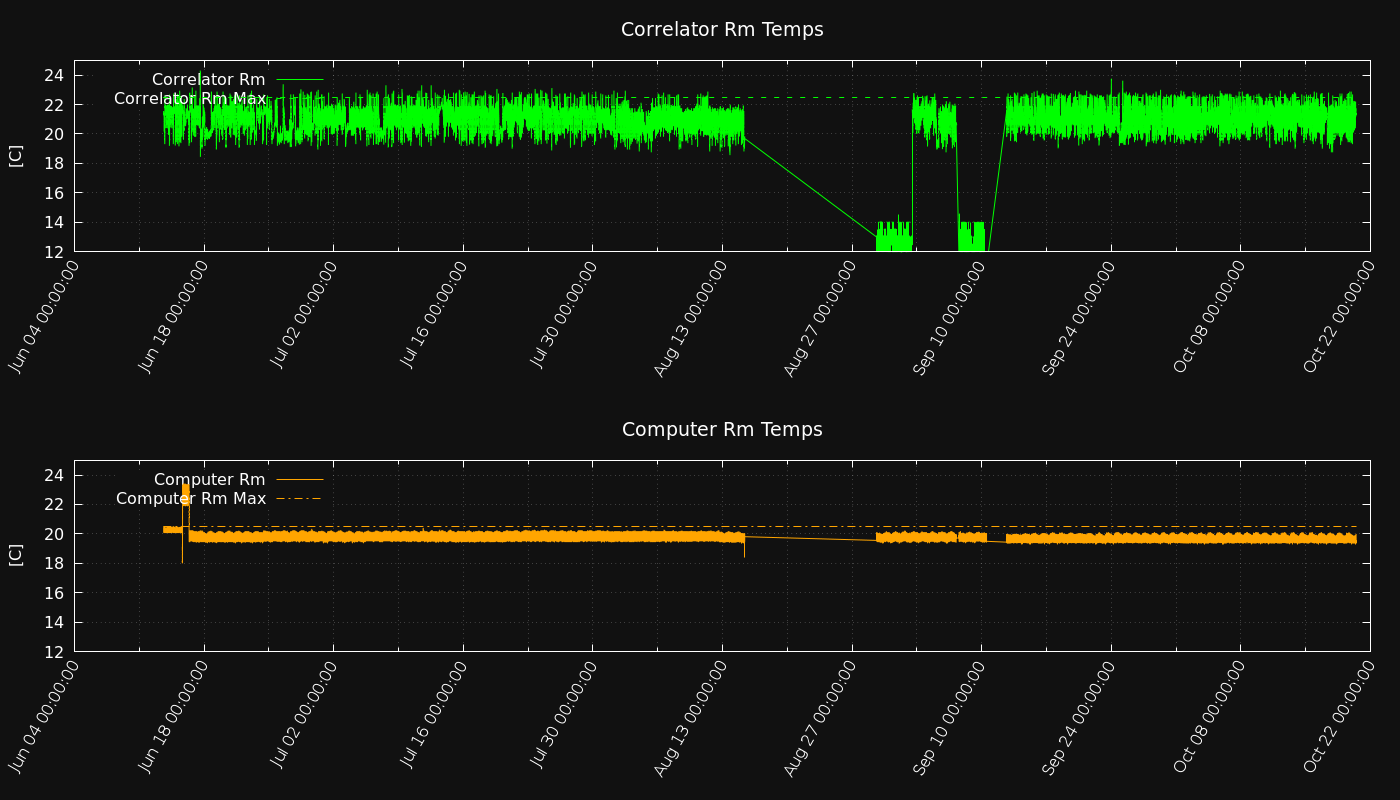 Correlator Rm Temps
Correlator Rm
Correlator Rm Max
24
22
20
18
16
14
12
[C]
Jun 04 00:00:00
Jun 18 00:00:00
Jul 02 00:00:00
Jul 16 00:00:00
Jul 30 00:00:00
Aug 13 00:00:00
Aug 27 00:00:00
Sep 10 00:00:00
Sep 24 00:00:00
Oct 08 00:00:00
Oct 22 00:00:00
Computer Rm Temps
Computer Rm
Computer Rm Max
24
22
20
18
16
14
12
[C]
Jun 04 00:00:00
Jun 18 00:00:00
Jul 02 00:00:00
Jul 16 00:00:00
Jul 30 00:00:00
Aug 13 00:00:00
Aug 27 00:00:00
Sep 10 00:00:00
Sep 24 00:00:00
Oct 08 00:00:00
Oct 22 00:00:00